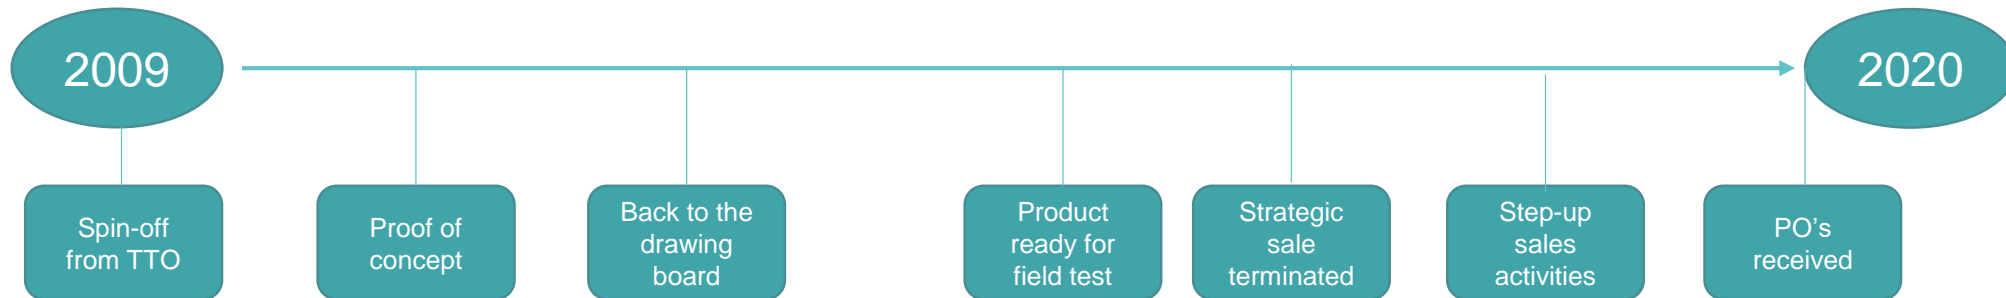 2009
2020
Spin-off
from TTO
Proof of
concept
Back to the
drawing
board
Product
ready for
field test
Strategic
sale
terminated
Step-up
sales
activities
PO’s
received